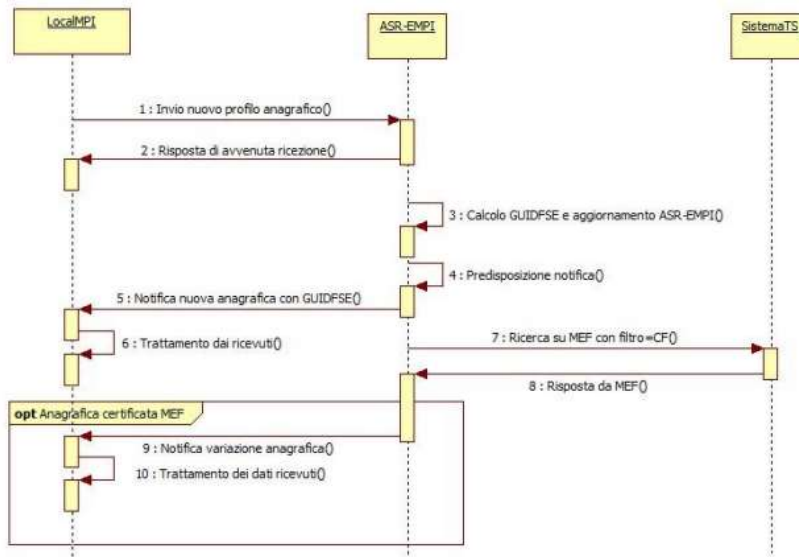 LocalMPI
ASR-EMPI
SistemaTS
1 : Invio nuovo profilo anagrafico()
2 : Risposta di avvenuta ricezione()
3 : Calcolo GUIDFSE e aggiornamento ASR-EMPI()
4 : Predisposizione notifica()
5 : Notifica nuova anagrafica con GUIDFSE()
6 : Trattamento dai ricevuti()
7 : Ricerca su MEF con filtro=CF()
8 : Risposta da MEF()
opt Anagrafica certificata MEF
9 : Notifica variazione anagrafica()
10 : Trattamento dei dati ricevuti()